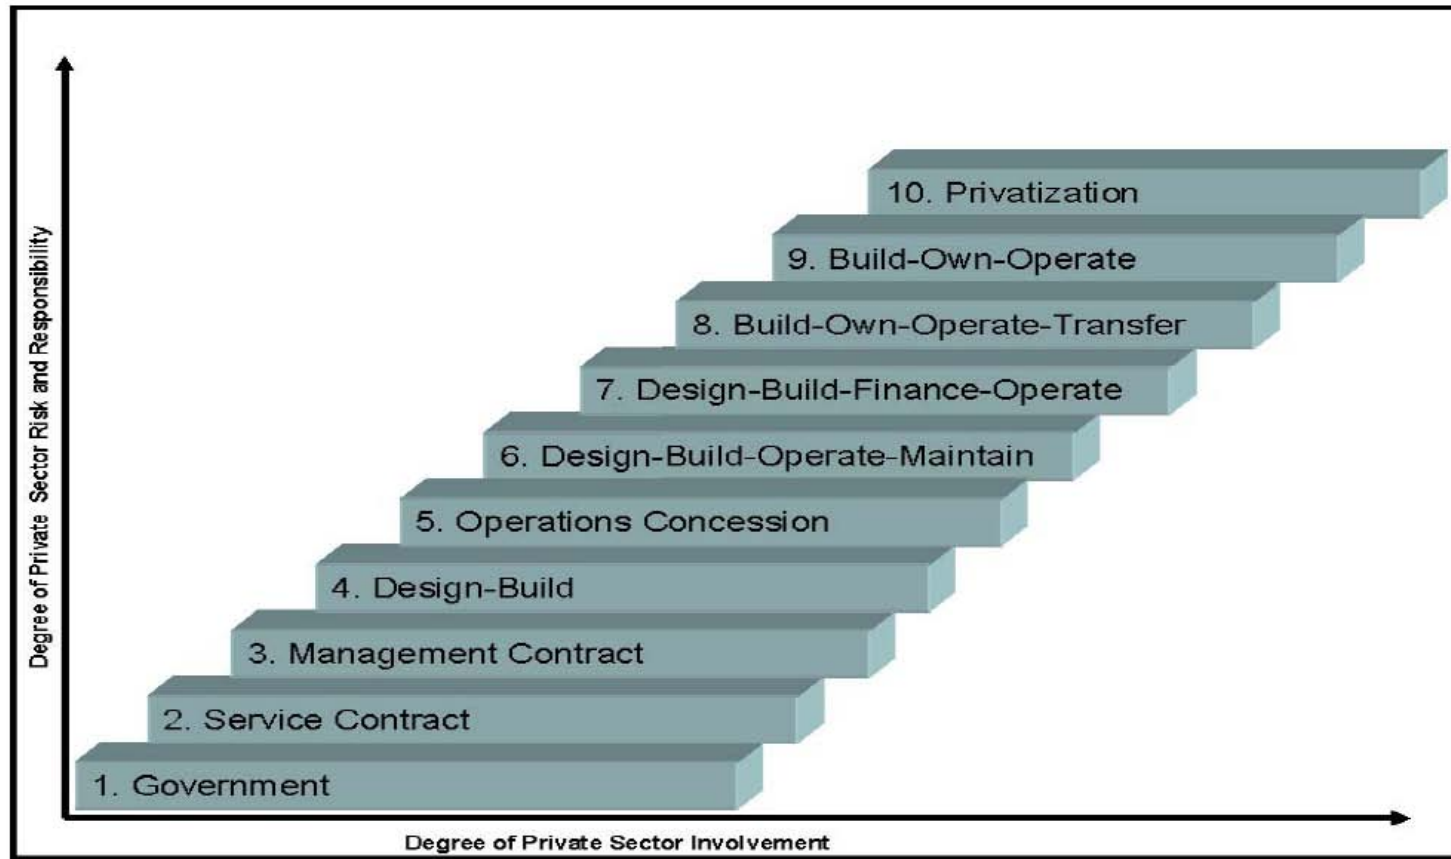 Degree of Private Sector Risk and Responsibility
10. Privatization
9. Build-Own-Operate
8. Build-Own-Operate-Transfer
7. Design-Build-Finance-Operate
6. Design-Build-Operate-Maintain
5. Operations Concession
4. Design-Build
3. Management Contract
2. Service Contract
1. Government
Degree of Private Sector Involvement